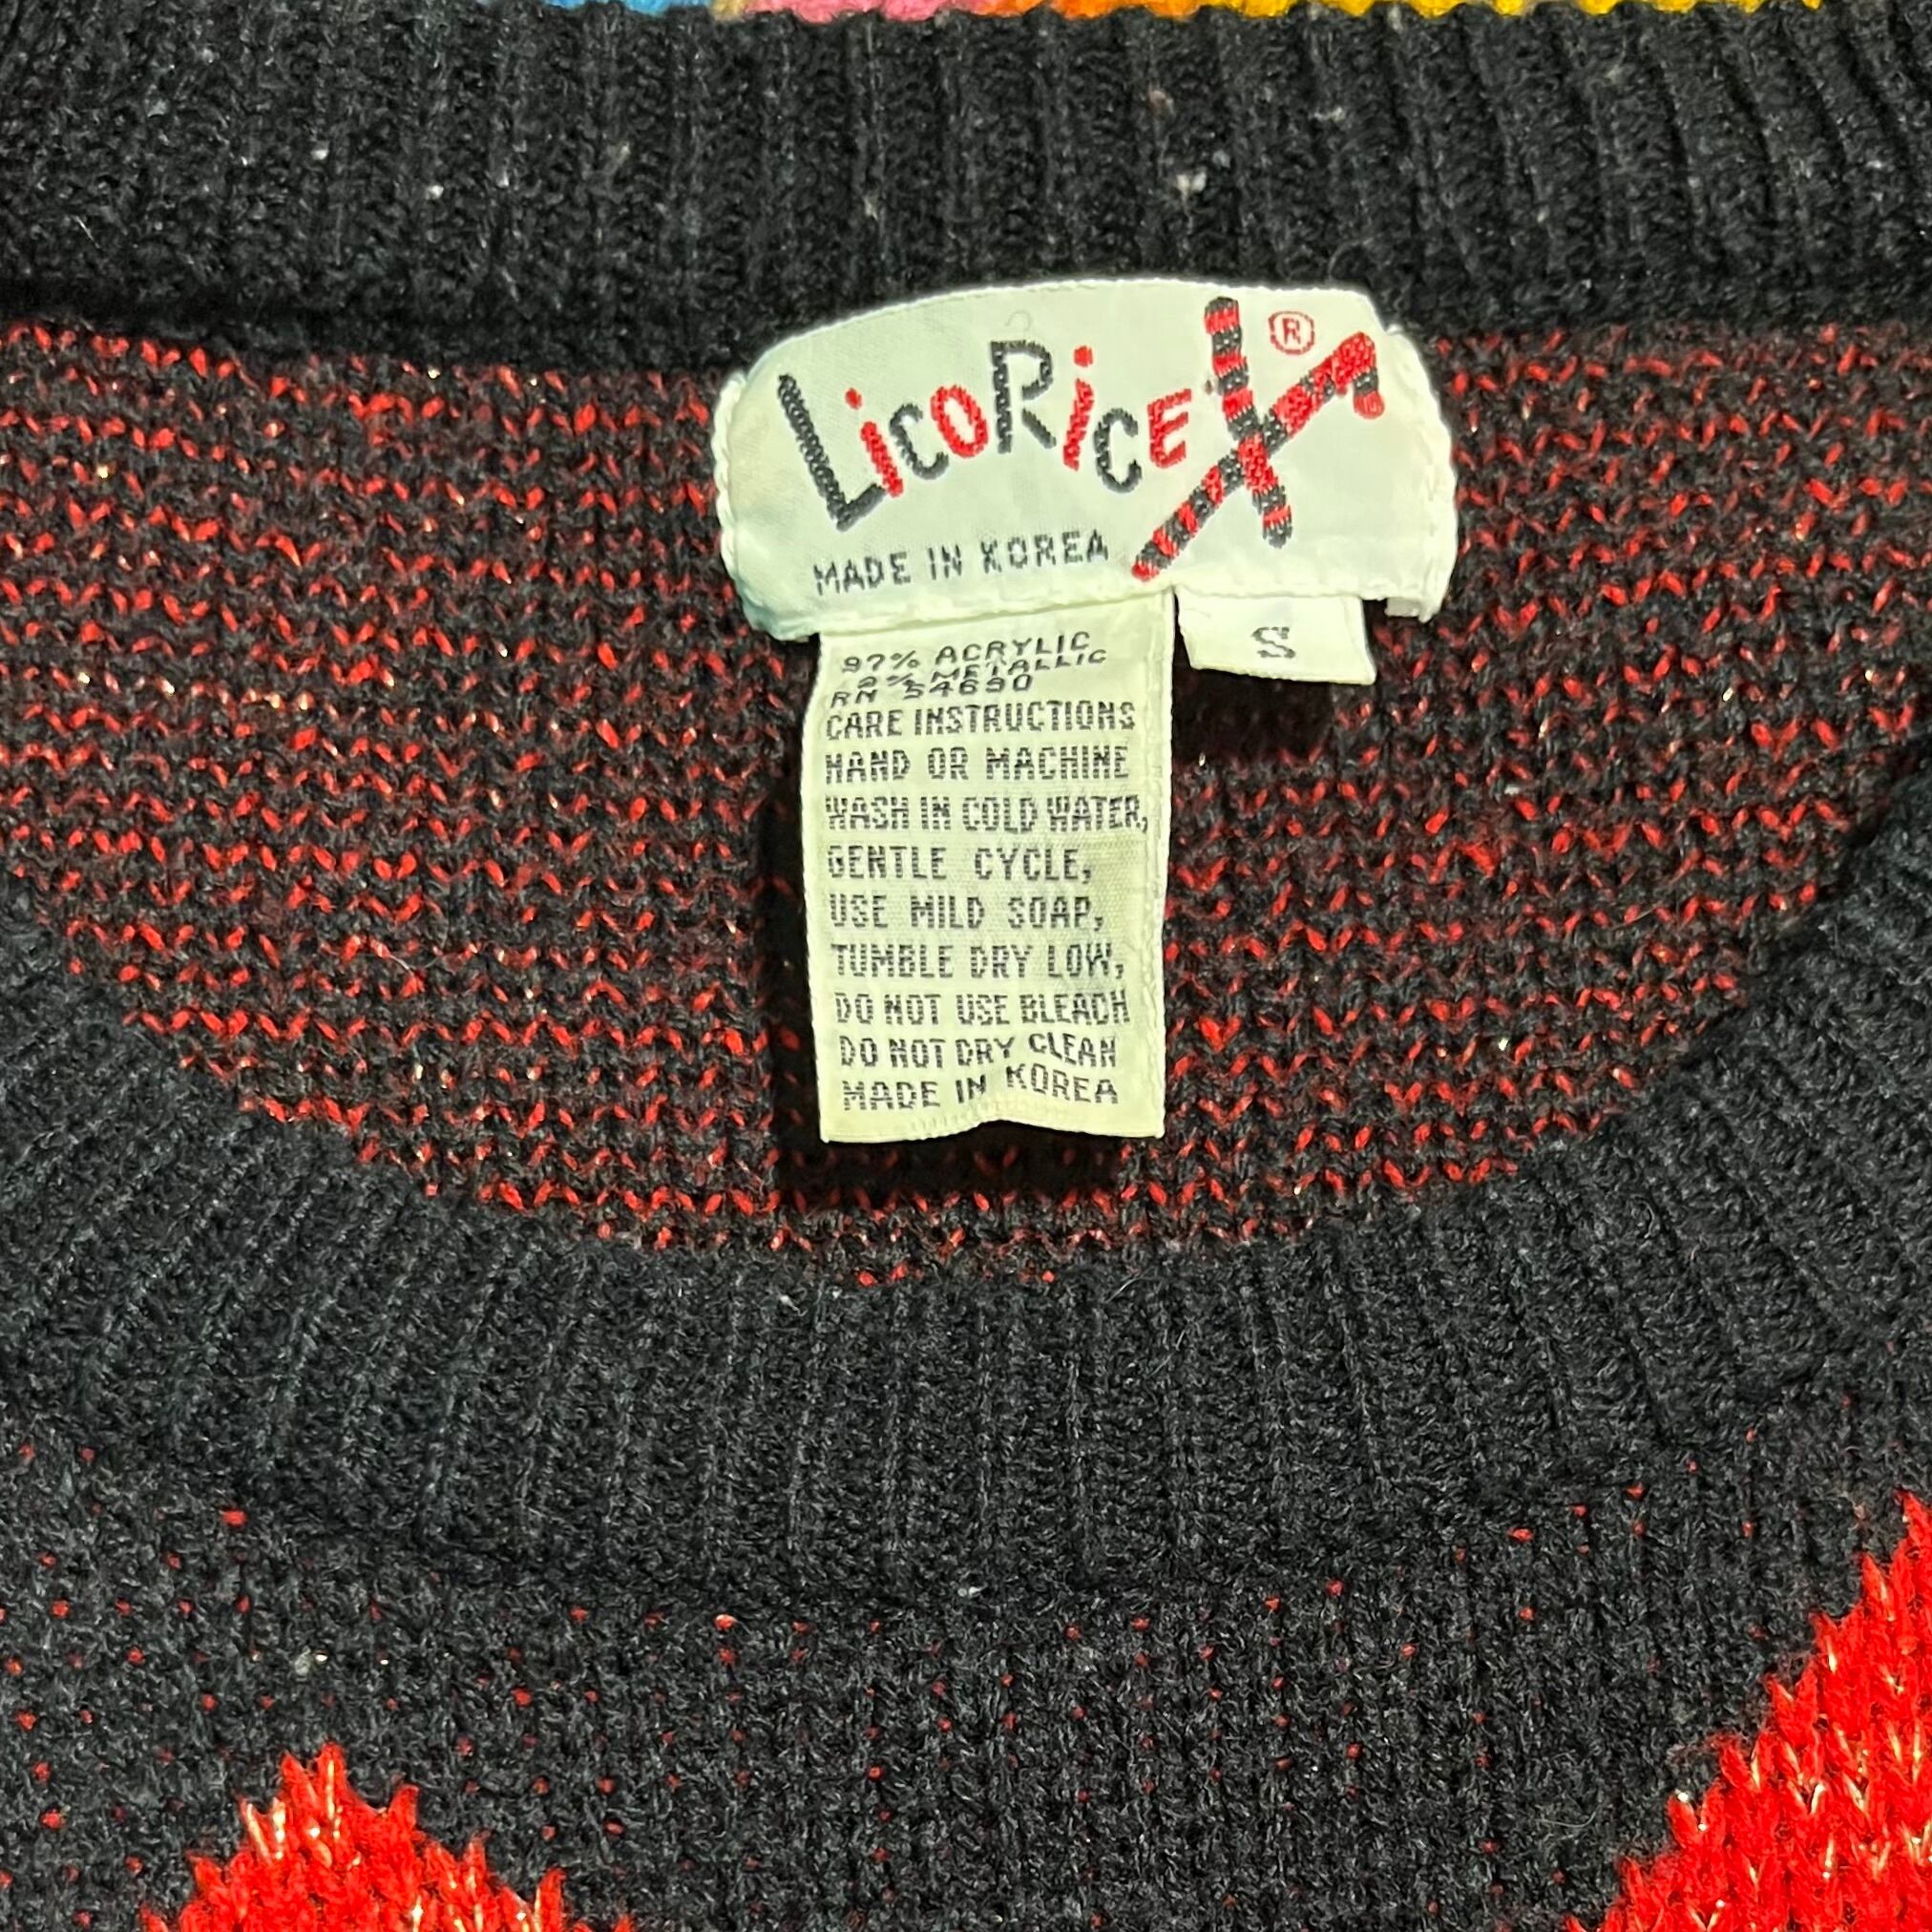 LicoRice ®
MADE IN KOREA
S
97% ACRYLIC
METALLIC
RN 54690
CARE INSTRUCTIONS
HAND OR MACHINE
WASH IN COLD WATER,
GENTLE CYCLE,
USE MILD SOAP,
TUMBLE DRY LOW,
DO NOT USE BLEACH
DO NOT DRY CLEAN
MADE IN KOREA